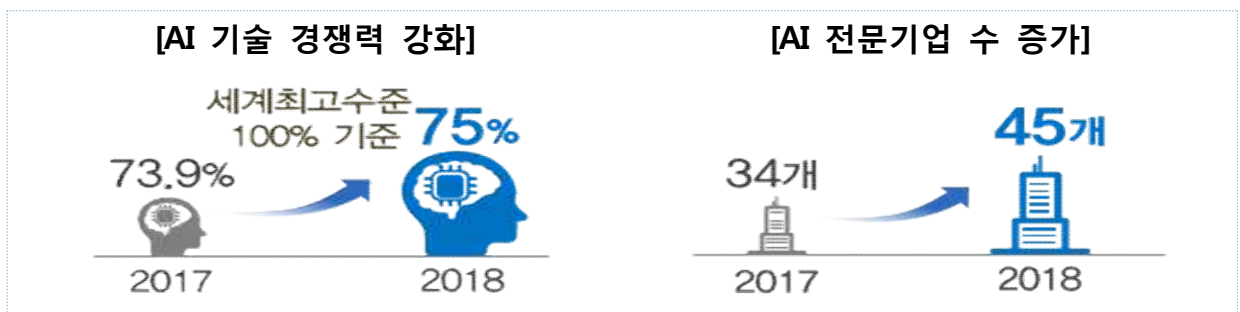 [AI 기술 경쟁력 강화]
세계최고수준
100% 기준
75%
73.9%
2017
2018
[AI 전문기업 수 증가]
45개
34개
2017
2018